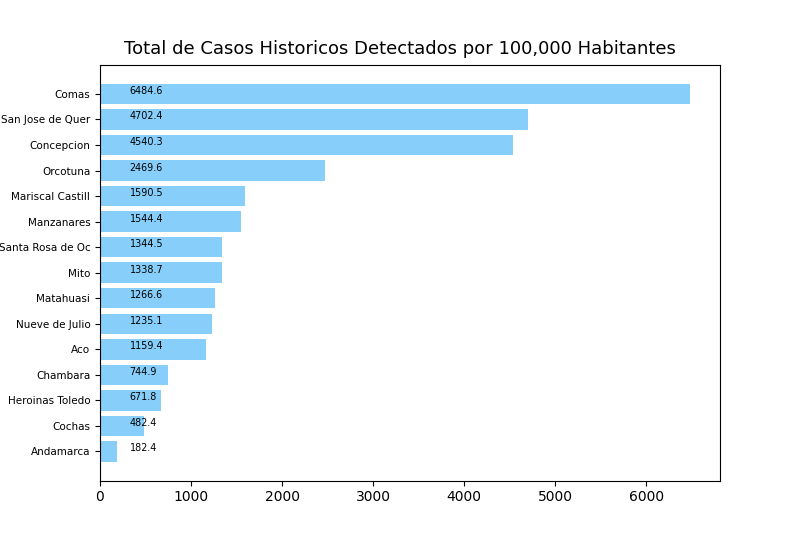 Total de Casos Historicos Detectados por 100,000 Habitantes
Comas 6484.6
San Jose de Quer 4702.4
Concepcion 4540.3
Orcotuna 2469.6
Mariscal Castill 1590.5
Manzanares 1544.4
Santa Rosa de Oc 1344.5
Mito 1338.7
Matahuasi 1266.6
Nueve de Julio 1235.1
Aco 1159.4
Chambara 744.9
Heroinas Toledo 671.8
Cochas 482.4
Andamarca 182.4
0 1000 2000 3000 4000 5000 6000